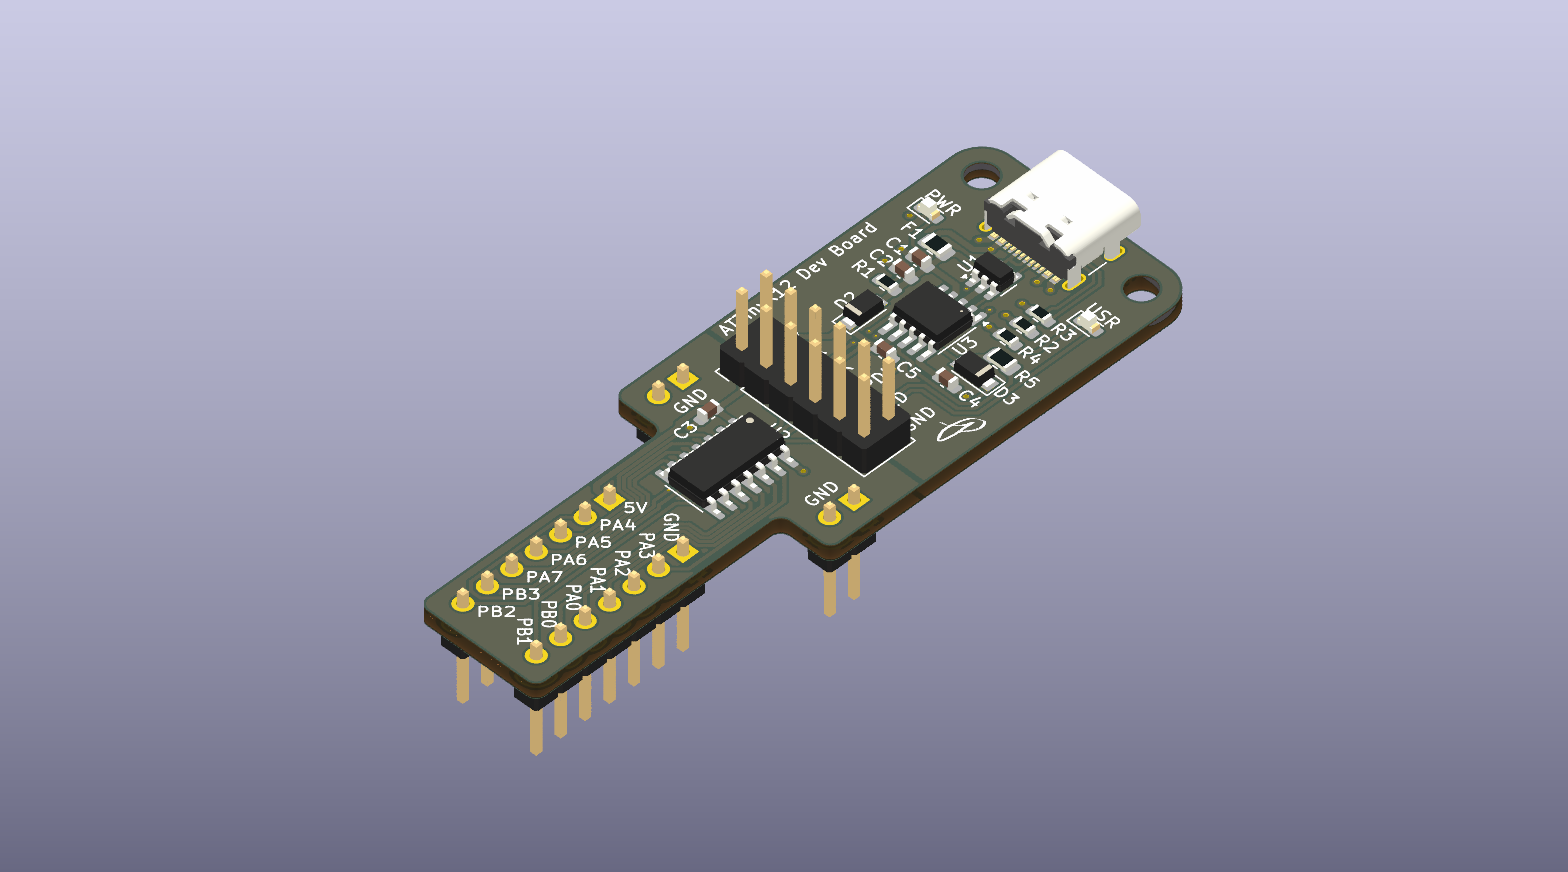 PWR
F1
C1
C2
R1
Dev Board
D2
USR
R3
R2
R4
U3
R5
D3
C5
C4
GND
GND
C3
GND
5V
PA4
PA5
PA6
PA7
PB3
PB2
GND
PA3
PA2
PA1
PA0
PB0
PB1